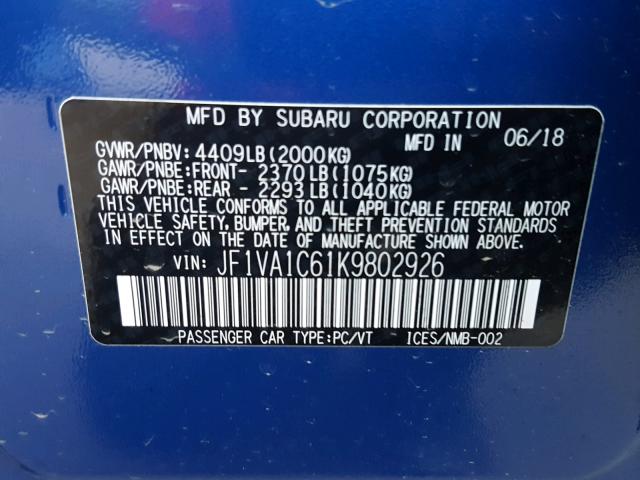 MFD BY SUBARU CORPORATION
MFD IN 06/18
GVWR/PNBV: 4409LB(2000KG)
GAWR/PNBE:FRONT- 2370LB(1075KG)
GAWR/PNBE:REAR - 2293LB(1040KG)
THIS VEHICLE CONFORMS TO ALL APPLICABLE FEDERAL MOTOR
VEHICLE SAFETY, BUMPER, AND THEFT PREVENTION STANDARDS
IN EFFECT ON THE DATE OF MANUFACTURE SHOWN ABOVE.
VIN: JF1VA1C61K9802926
PASSENGER CAR TYPE:PC/VT ICES/NMB-002